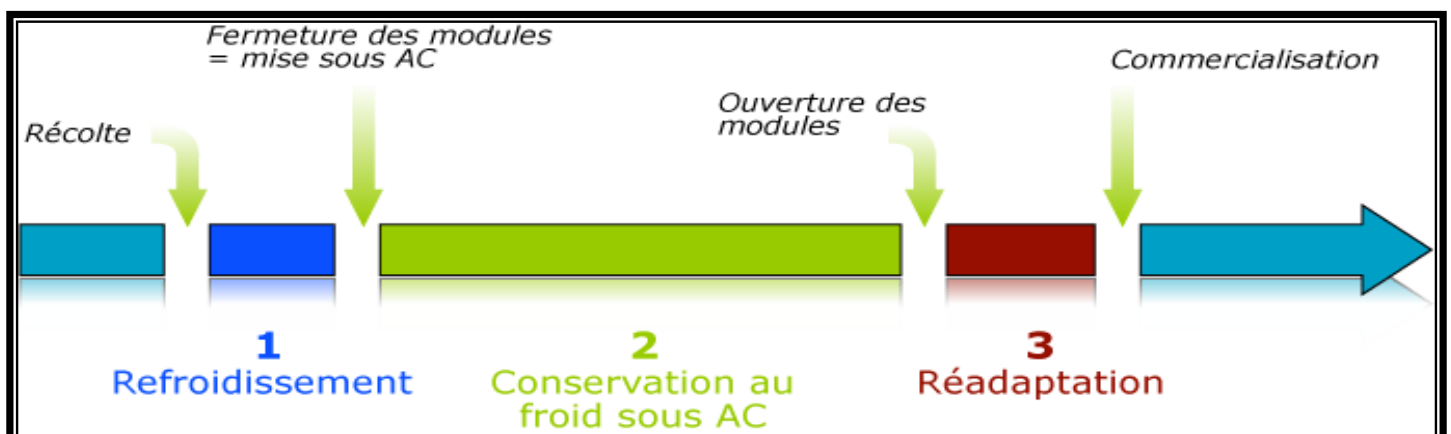 Fermeture des modules
= mise sous AC
Commercialisation
Ouverture des
modules
Récolte
1
Refroidissement
2
Conservation au
froid sous AC
3
Réadaptation